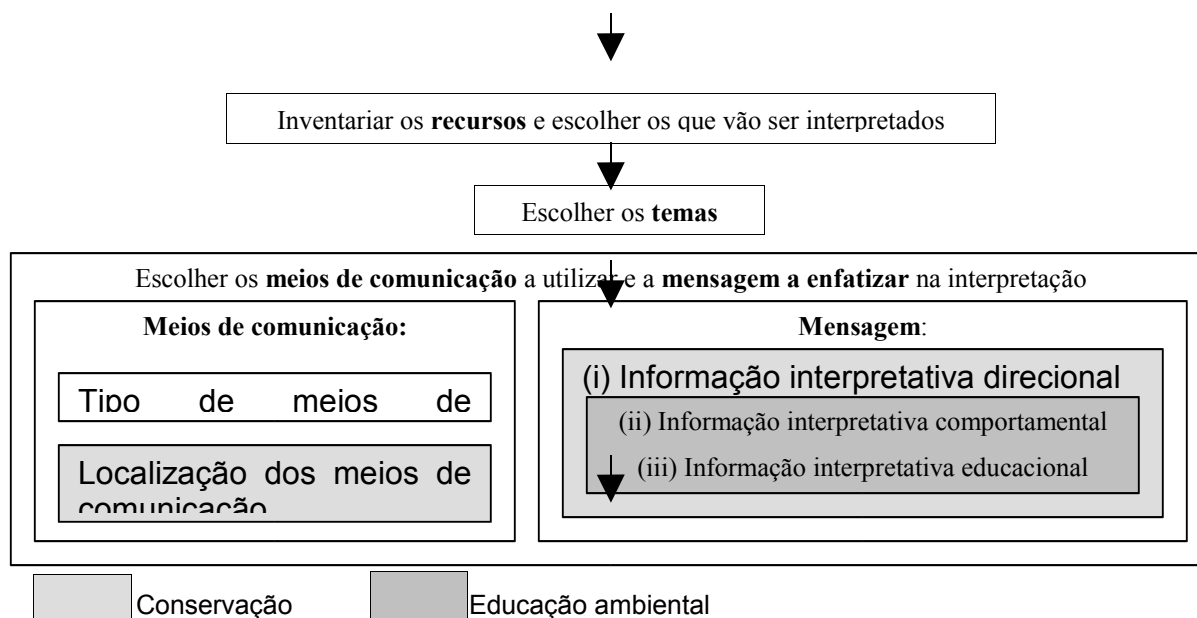 Inventariar os recursos e escolher os que vão ser interpretados
Escolher os temas
Escolher os meios de comunicação a utilizar e a mensagem a enfatizar na interpretação
Meios de comunicação:
Tipo de meios de
Localização dos meios de
comunicação
Mensagem:
(i) Informação interpretativa direcional
(ii) Informação interpretativa comportamental
(iii) Informação interpretativa educacional
Conservação
Educação ambiental